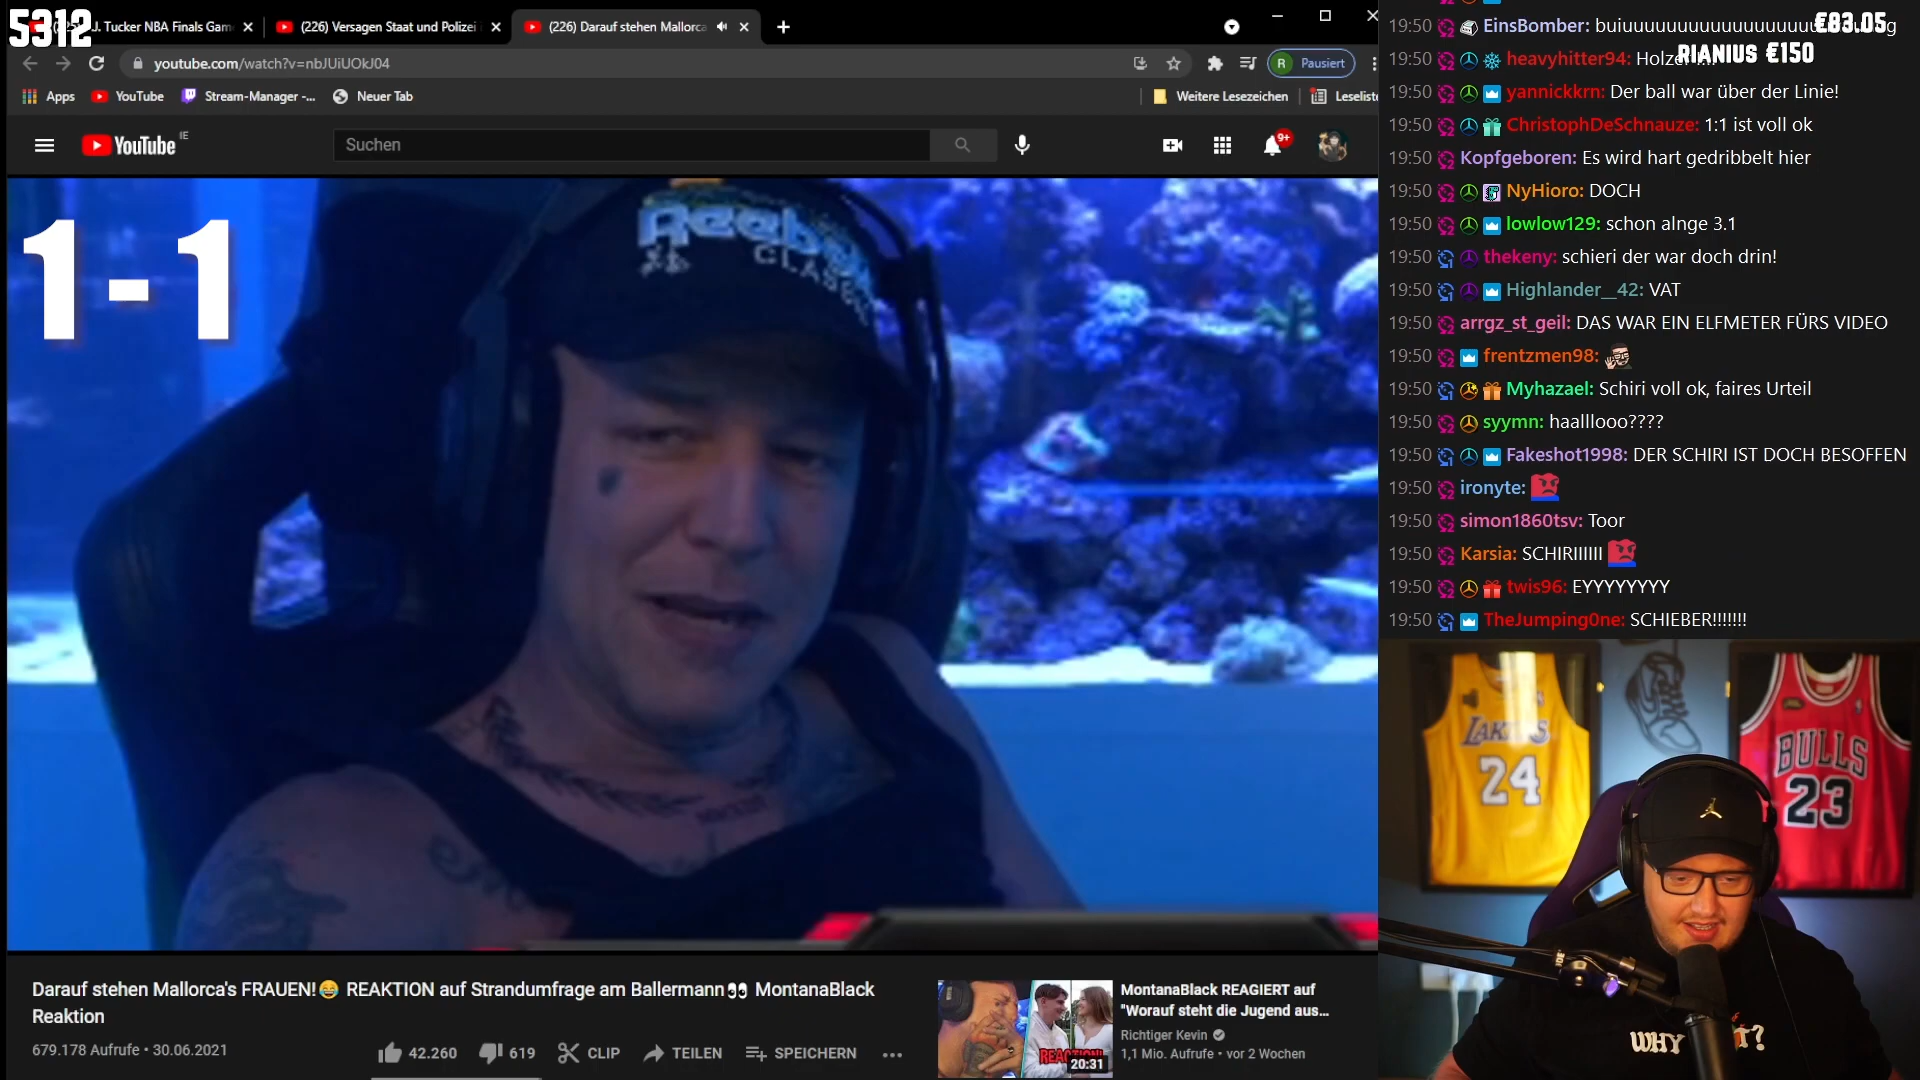 5312
J. Tucker NBA Finals Gam
(226) Versagen Staat und Polizei
(226) Darauf stehen Mallorca
youtube.com/watch?v=nbJUiUOkJ04
R Pausiert
Apps
YouTube
Stream-Manager -...
Neuer Tab
Weitere Lesezeichen
Leseliste
YouTube IE
Suchen
9+
1 - 1
Reebok
CLASSIC
Darauf stehen Mallorca's FRAUEN!😂 REAKTION auf Strandumfrage am Ballermann👀 MontanaBlack
Reaktion
679.178 Aufrufe • 30.06.2021
42.260
619
CLIP
TEILEN
SPEICHERN
REACTION!
20:31
MontanaBlack REAGIERT auf
"Worauf steht die Jugend aus...
Richtiger Kevin
1,1 Mio. Aufrufe • vor 2 Wochen
€83.05
RIANIUS €150
19:50 EinsBomber:
19:50 heavyhitter94:
19:50 yannickkrn: Der ball war über der Linie!
19:50 ChristophDeSchnauze: 1:1 ist voll ok
19:50 Kopfgeboren: Es wird hart gedribbelt hier
19:50 NyHioro: DOCH
19:50 lowlow129: schon alnge 3.1
19:50 thekeny: schieri der war doch drin!
19:50 Highlander__42: VAT
19:50 arrgz_st_geil: DAS WAR EIN ELFMETER FÜRS VIDEO
19:50 frentzmen98:
19:50 Myhazael: Schiri voll ok, faires Urteil
19:50 syymn: haalllooo????
19:50 Fakeshot1998: DER SCHIRI IST DOCH BESOFFEN
19:50 ironyte:
19:50 simon1860tsv: Toor
19:50 Karsia: SCHIRIIIIII
19:50 twis96: EYYYYYYYY
19:50 TheJumping0ne: SCHIEBER!!!!!!!
LAKERS
24
BULLS
23
WHY